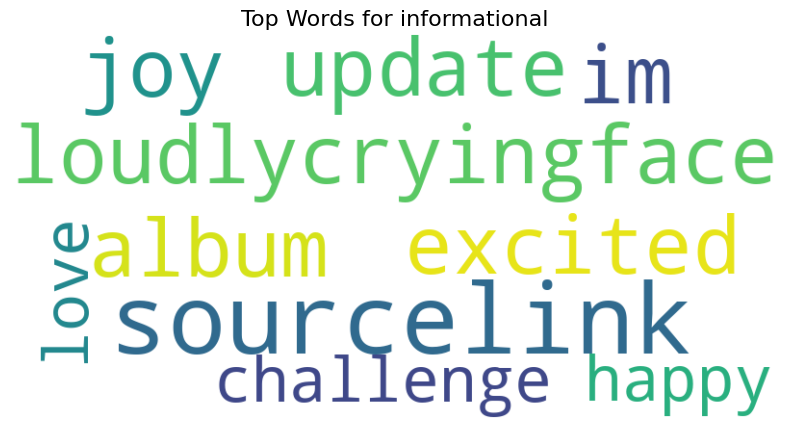 Top Words for informational
joy update im
loudlycryingface
love album excited
sourcelink
challenge happy